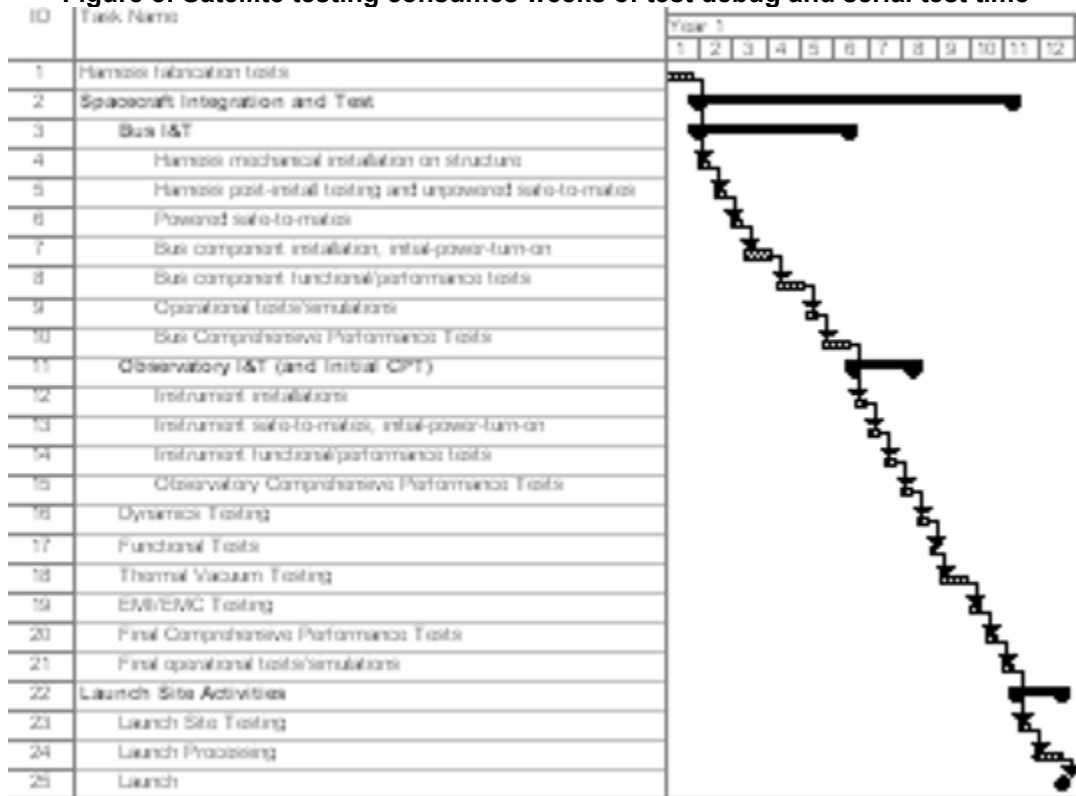 Figure 5. Satellite testing consumes weeks of test debug and serial test time
ID Task Name Year 1
1 2 3 4 5 6 7 8 9 10 11 12
1 Harness fabrication tests
2 Spacecraft Integration and Test
3 Bus I&T
4 Harness mechanical installation on structure
5 Harness post-install testing and unpowered safe-to-mates
6 Powered safe-to-mates
7 Bus component installation, initial-power-turn-on
8 Bus component functional/performance tests
9 Operational tests/simulations
10 Bus Comprehensive Performance Tests
11 Observatory I&T (and Initial CPT)
12 Instrument installations
13 Instrument safe-to-mates, initial-power-turn-on
14 Instrument functional/performance tests
15 Observatory Comprehensive Performance Tests
16 Dynamics Testing
17 Functional Tests
18 Thermal Vacuum Testing
19 EMI/EMC Testing
20 Final Comprehensive Performance Tests
21 Final operational tests/simulations
22 Launch Site Activities
23 Launch Site Testing
24 Launch Processing
25 Launch